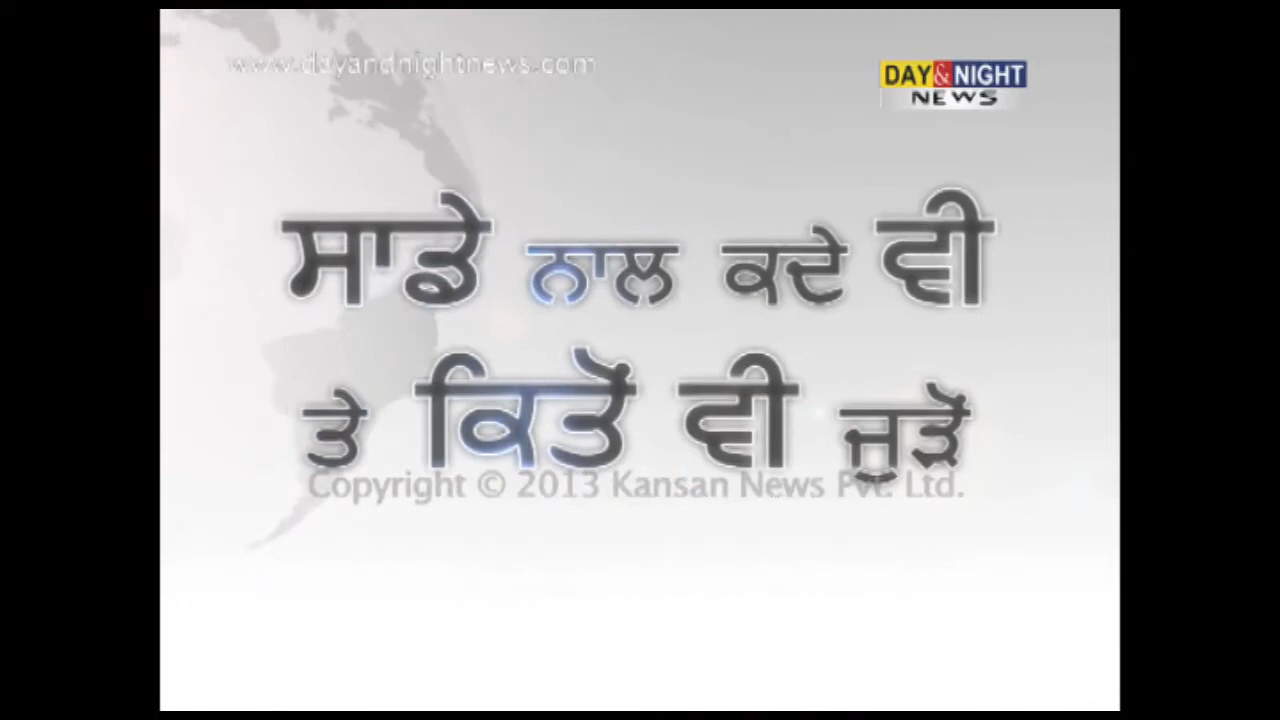 www.dayandnightnews.com
DAY&NIGHT
NEWS
ਸਾਡੇ ਨਾਲ ਕਦੇ ਵੀ
ਤੇ ਕਿਤੋਂ ਵੀ ਜੁੜੋਂ
Copyright © 2013 Kansan News Pvt. Ltd.